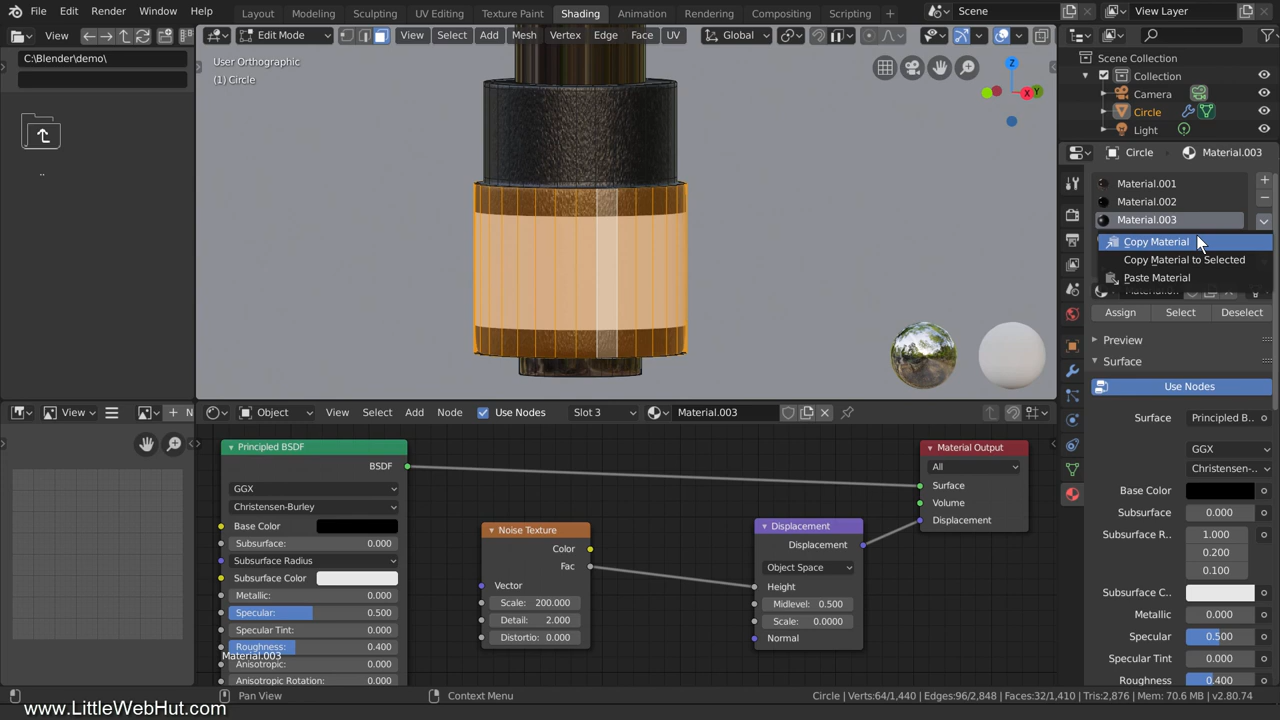 File Edit Render Window Help
Layout Modeling Sculpting UV Editing Texture Paint Shading Animation Rendering Compositing Scripting
Scene
View Layer
View
Edit Mode
View Select Add Mesh Vertex Edge Face UV
Global
C:\Blender\demo\
..
User Orthographic
(1) Circle
Z
X
Y
Scene Collection
Collection
Camera
Circle
Light
Circle
Material.003
Material.001
Material.002
Material.003
Copy Material
Copy Material to Selected
Paste Material
Assign Select Deselect
Preview
Surface
Use Nodes
Surface Principled B...
GGX
Christensen-...
Base Color
Subsurface 0.000
Subsurface R... 1.000
0.200
0.100
Subsurface C...
Metallic 0.000
Specular 0.500
Specular Tint 0.000
Roughness 0.400
View
N
Object
View Select Add Node
Use Nodes
Slot 3
Material.003
Principled BSDF
BSDF
GGX
Christensen-Burley
Base Color
Subsurface: 0.000
Subsurface Radius
Subsurface Color
Metallic: 0.000
Specular: 0.500
Specular Tint: 0.000
Roughness: 0.400
Material.003
Anisotropic: 0.000
Anisotropic Rotation: 0.000
Noise Texture
Color
Fac
Vector
Scale: 200.000
Detail: 2.000
Distortio: 0.000
Displacement
Displacement
Object Space
Height
Midlevel: 0.500
Scale: 0.0000
Normal
Material Output
All
Surface
Volume
Displacement
Pan View
Context Menu
Circle | Verts:64/1,440 | Edges:96/2,848 | Faces:32/1,410 | Tris:2,876 | Mem: 70.6 MB | v2.80.74
www.LittleWebHut.com